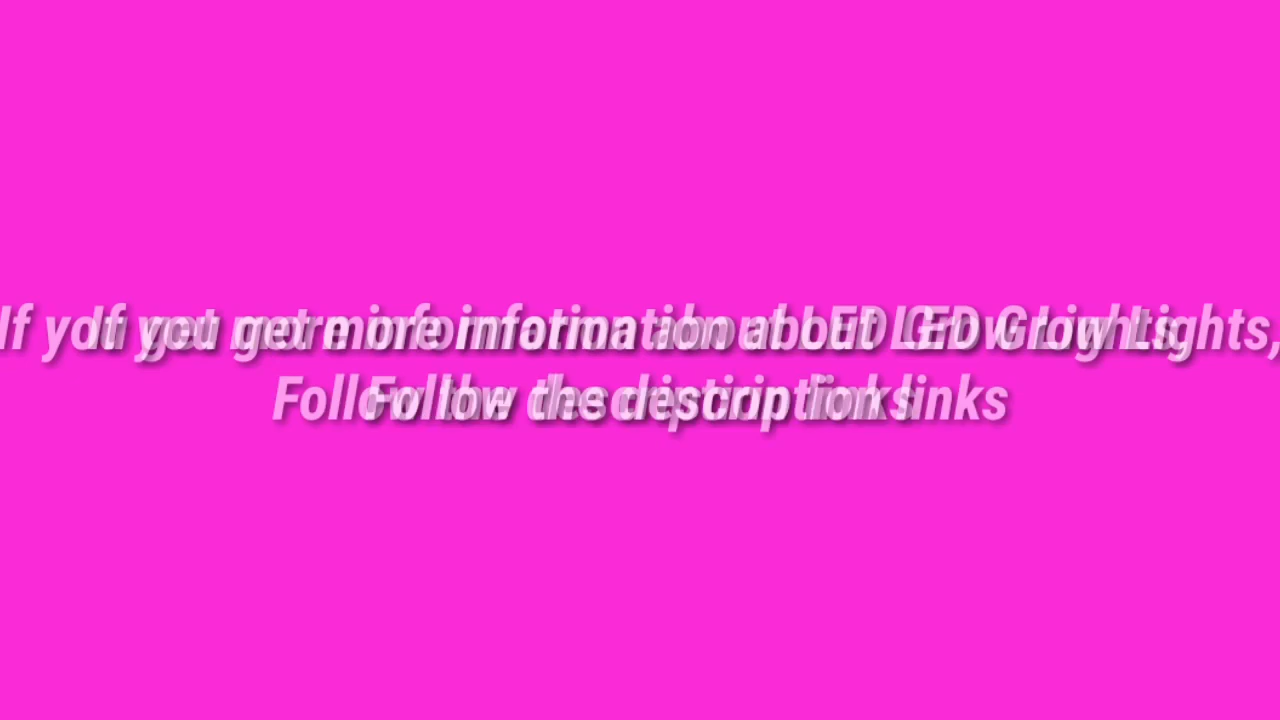 If you get more information about LED Grow Lights,
Follow the description links